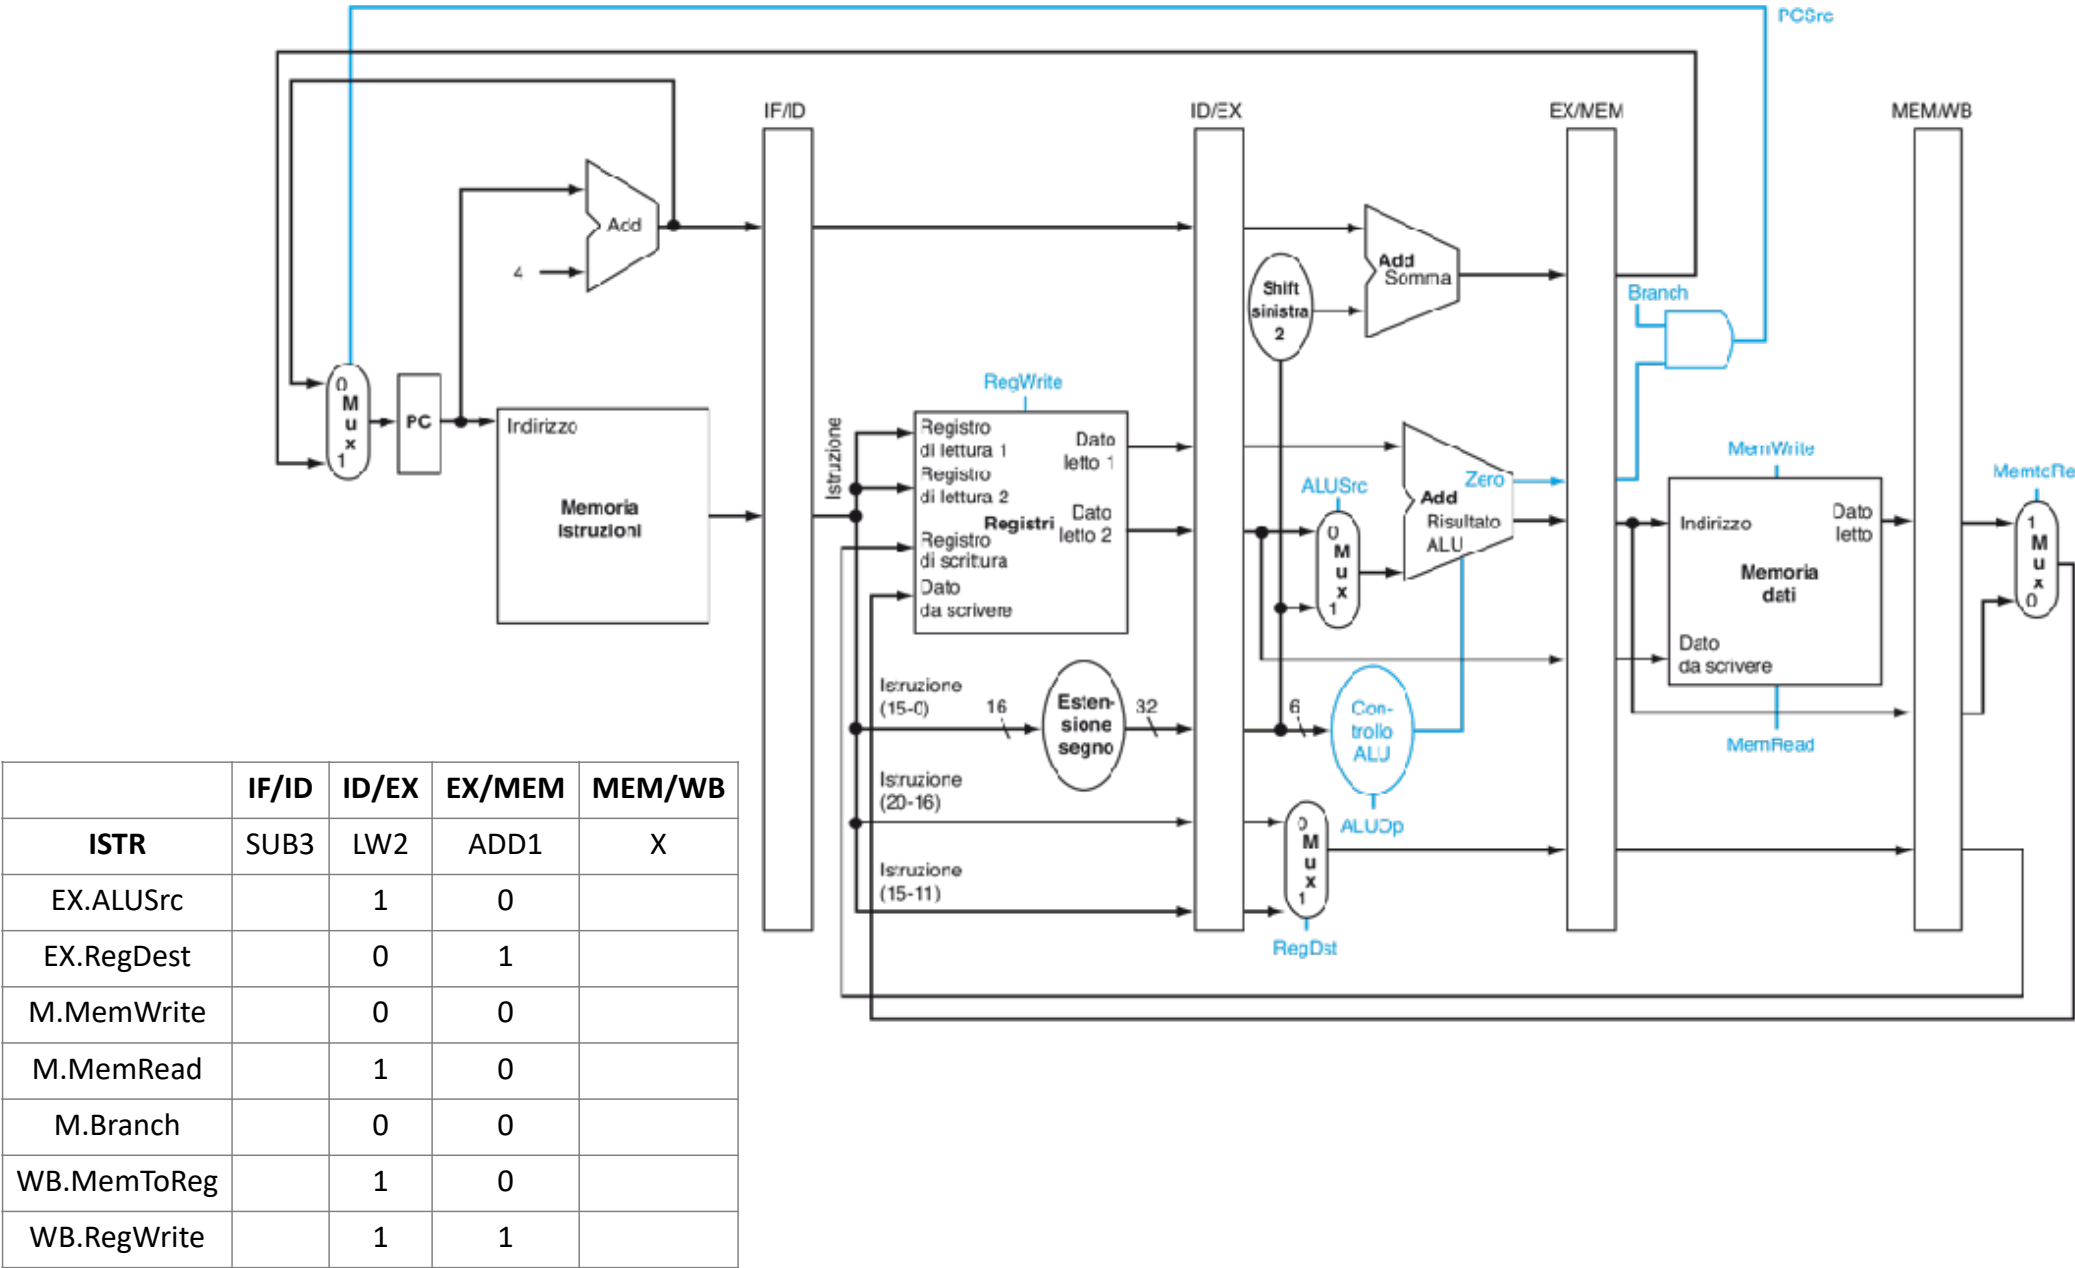 PCSrc
IF/ID
ID/EX
EX/MEM
MEM/WB
Add
4
Add
Somma
Shift
sinistra
2
Branch
0
M
u
x
1
PC
Indirizzo
Memoria
istruzioni
Istruzione
RegWrite
Registro
di lettura 1
Registro
di lettura 2
Registri
Registro
di scrittura
Dato
da scrivere
Dato
letto 1
Dato
letto 2
ALUSrc
0
M
u
x
1
Zero
Add
Risultato
ALU
MemWrite
Indirizzo
Dato
letto
Memoria
dati
Dato
da scrivere
MemRead
MemtoRe
1
M
u
x
0
Istruzione
(15-0)
16
Esten-
sione
segno
32
6
Con-
trollo
ALU
ALUOp
Istruzione
(20-16)
Istruzione
(15-11)
0
M
u
x
1
RegDst
IF/ID ID/EX EX/MEM MEM/WB
ISTR SUB3 LW2 ADD1 X
EX.ALUSrc 1 0
EX.RegDest 0 1
M.MemWrite 0 0
M.MemRead 1 0
M.Branch 0 0
WB.MemToReg 1 0
WB.RegWrite 1 1